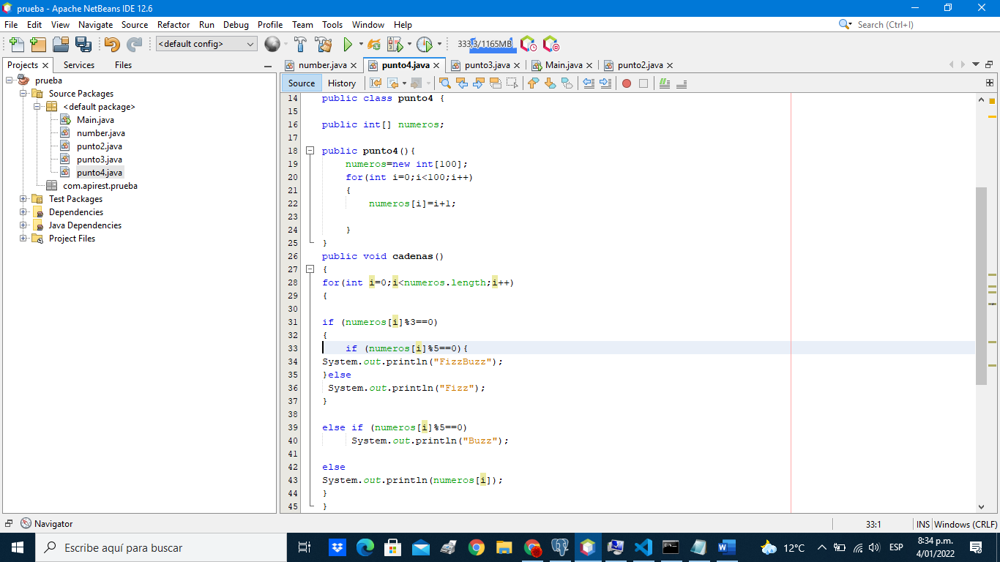 prueba - Apache NetBeans IDE 12.6
File Edit View Navigate Source Refactor Run Debug Profile Team Tools Window Help
Search (Ctrl+I)
<default config>
333,3/1165MB
Projects Services Files
number.java punto4.java punto3.java Main.java punto2.java
Source History
prueba
Source Packages
<default package>
Main.java
number.java
punto2.java
punto3.java
punto4.java
com.apirest.prueba
Test Packages
Dependencies
Java Dependencies
Project Files
14 public class punto4 {
15
16 public int[] numeros;
17
18 public punto4(){
19 numeros=new int[100];
20 for(int i=0;i<100;i++)
21 {
22 numeros[i]=i+1;
23
24 }
25 }
26 public void cadenas()
27 {
28 for(int i=0;i<numeros.length;i++)
29 {
30
31 if (numeros[i]%3==0)
32 {
33 if (numeros[i]%5==0){
34 System.out.println("FizzBuzz");
35 }else
36 System.out.println("Fizz");
37 }
38
39 else if (numeros[i]%5==0)
40 System.out.println("Buzz");
41
42 else
43 System.out.println(numeros[i]);
44 }
45 }
Navigator
33:1 INS Windows (CRLF)
Escribe aquí para buscar
12°C ESP
8:34 p.m.
4/01/2022